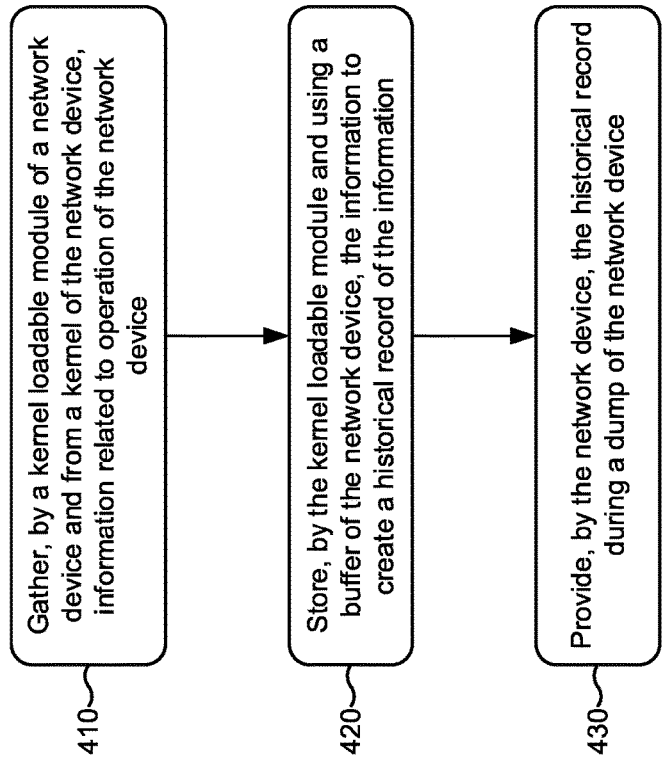 410
Gather, by a kernel loadable module of a network
device and from a kernel of the network device,
information related to operation of the network
device
420
Store, by the kernel loadable module and using a
buffer of the network device, the information to
create a historical record of the information
430
Provide, by the network device, the historical record
during a dump of the network device